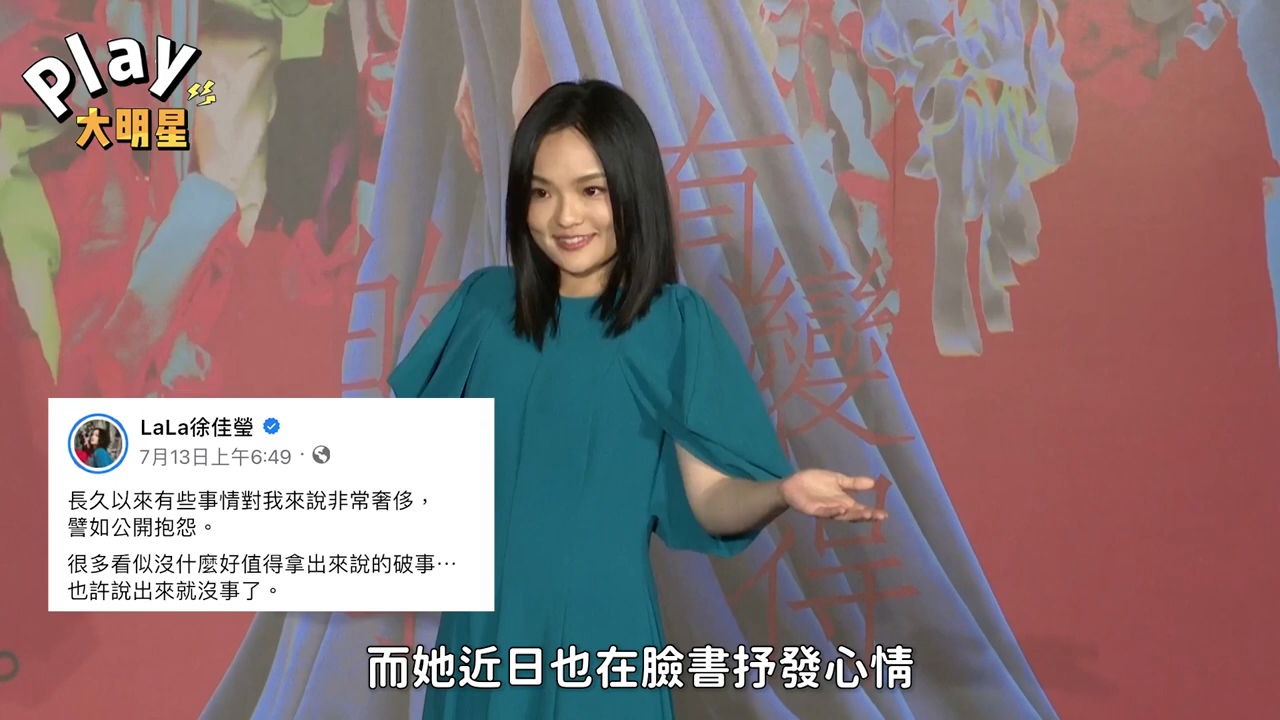 Play
大明星
有
變
的
得
LaLa徐佳瑩
7月13日上午6:49 ·
長久以來有些事情對我來說非常奢侈，
譬如公開抱怨。
很多看似沒什麼好值得拿出來說的破事⋯
也許說出來就沒事了。
而她近日也在臉書抒發心情